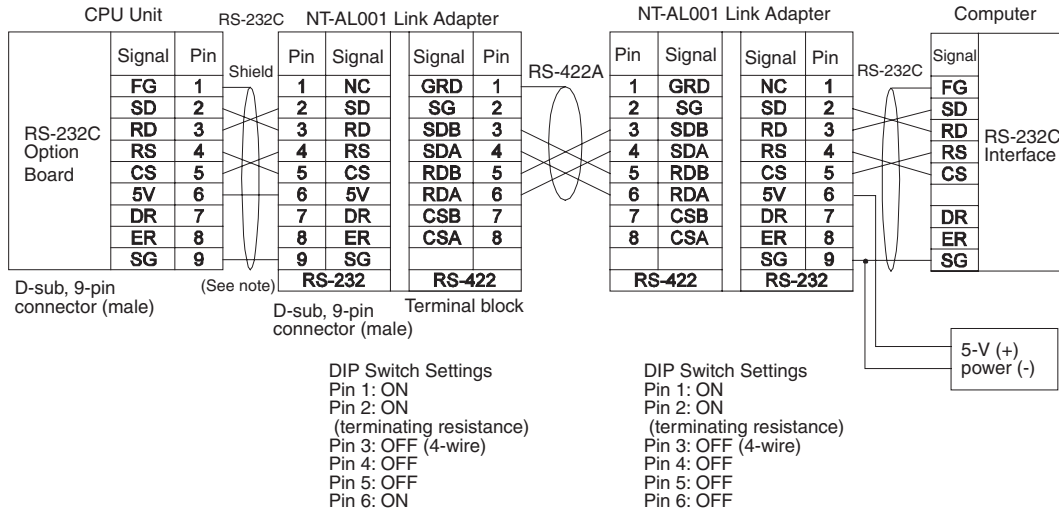 CPU Unit
RS-232C
NT-AL001 Link Adapter
NT-AL001 Link Adapter
Computer
Signal Pin Pin Signal Signal Pin Pin Signal Signal Pin Signal
Shield
RS-422A
RS-232C
FG 1 1 NC GRD 1 1 GRD NC 1 FG
SD 2 2 SD SG 2 2 SG SD 2 SD
RD 3 3 RD SDB 3 3 SDB RD 3 RD
RS 4 4 RS SDA 4 4 SDA RS 4 RS
CS 5 5 CS RDB 5 5 RDB CS 5 CS
5V 6 6 5V RDA 6 6 RDA 5V 6
DR 7 7 DR CSB 7 7 CSB DR 7 DR
ER 8 8 ER CSA 8 8 CSA ER 8 ER
SG 9 9 SG SG 9 SG
RS-232C
Option
Board
RS-232C
Interface
RS-232 RS-422 RS-422 RS-232
D-sub, 9-pin
connector (male)
(See note)
D-sub, 9-pin
connector (male)
Terminal block
5-V (+)
power (-)
DIP Switch Settings
Pin 1: ON
Pin 2: ON
(terminating resistance)
Pin 3: OFF (4-wire)
Pin 4: OFF
Pin 5: OFF
Pin 6: ON
DIP Switch Settings
Pin 1: ON
Pin 2: ON
(terminating resistance)
Pin 3: OFF (4-wire)
Pin 4: OFF
Pin 5: OFF
Pin 6: OFF